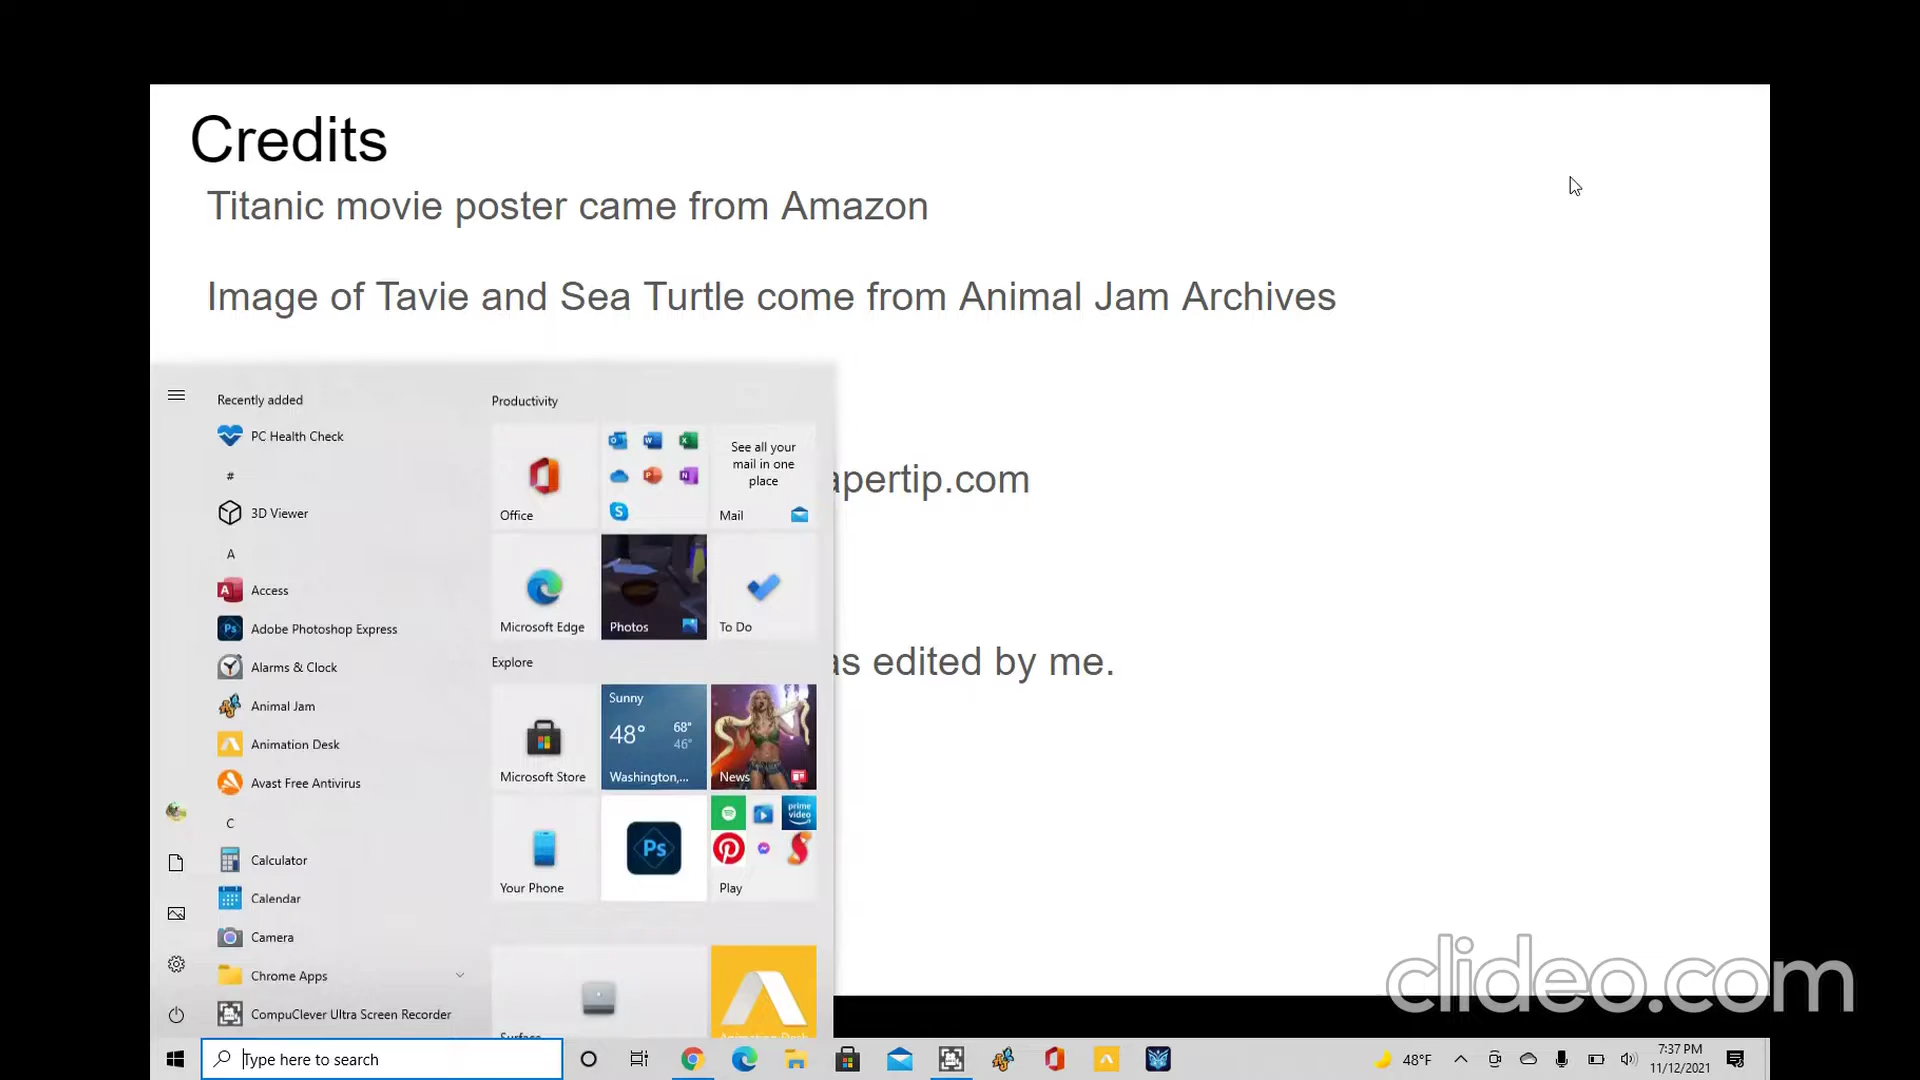 Credits
Titanic movie poster came from Amazon
Image of Tavie and Sea Turtle come from Animal Jam Archives
apertip.com
as edited by me.
Recently added
PC Health Check
#
3D Viewer
A
Access
Adobe Photoshop Express
Alarms & Clock
Animal Jam
Animation Desk
Avast Free Antivirus
C
Calculator
Calendar
Camera
Chrome Apps
CompuClever Ultra Screen Recorder
Productivity
Office
See all your
mail in one
place
Mail
Microsoft Edge
Photos
To Do
Explore
Microsoft Store
Sunny
48° 68°
46°
Washington,...
News
Your Phone
Ps
prime
video
Play
Surface
Animation Desk
clideo.com
Type here to search
48°F
7:37 PM
11/12/2021